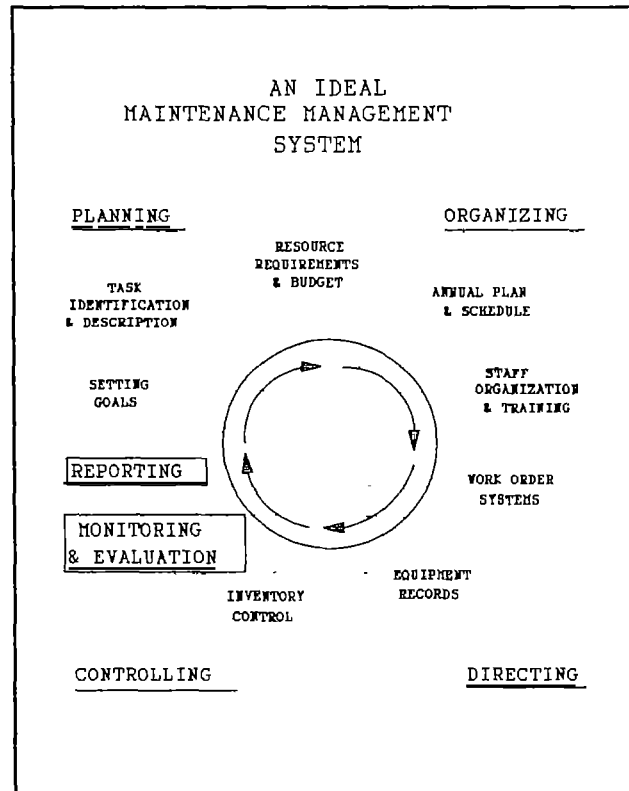 AN IDEAL
MAINTENANCE MANAGEMENT
SYSTEM
PLANNING
ORGANIZING
RESOURCE
REQUIREMENTS
& BUDGET
TASK
IDENTIFICATION
& DESCRIPTION
ANNUAL PLAN
& SCHEDULE
SETTING
GOALS
STAFF
ORGANIZATION
& TRAINING
REPORTING
WORK ORDER
SYSTEMS
MONITORING
& EVALUATION
EQUIPMENT
RECORDS
INVENTORY
CONTROL
CONTROLLING
DIRECTING